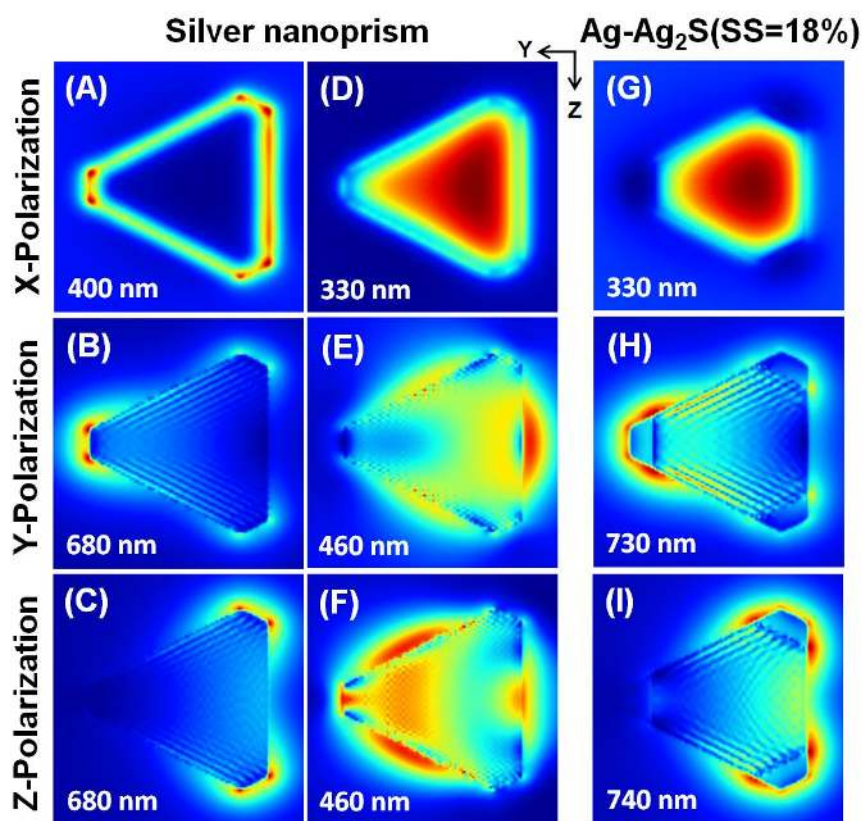 Silver nanoprism
Ag-Ag₂S(SS=18%)
Y
Z
X-Polarization
(A)
400 nm
(D)
330 nm
(G)
330 nm
Y-Polarization
(B)
680 nm
(E)
460 nm
(H)
730 nm
Z-Polarization
(C)
680 nm
(F)
460 nm
(I)
740 nm